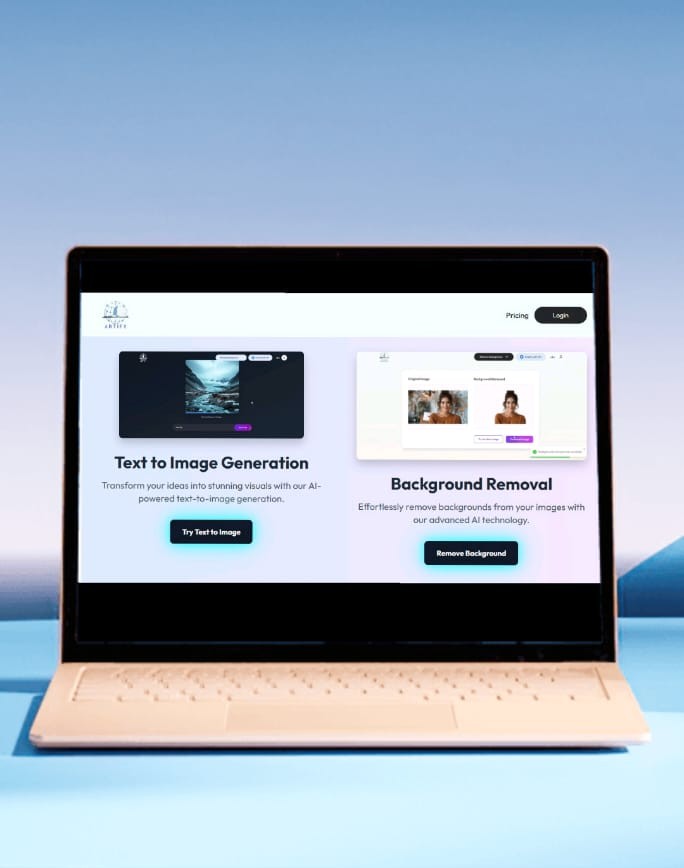 ARTIFY
Pricing
Login
Original Image
Background Removed
Text to Image Generation
Transform your ideas into stunning visuals with our AI-
powered text-to-image generation.
Try Text to Image
Background Removal
Effortlessly remove backgrounds from your images with
our advanced AI technology.
Remove Background